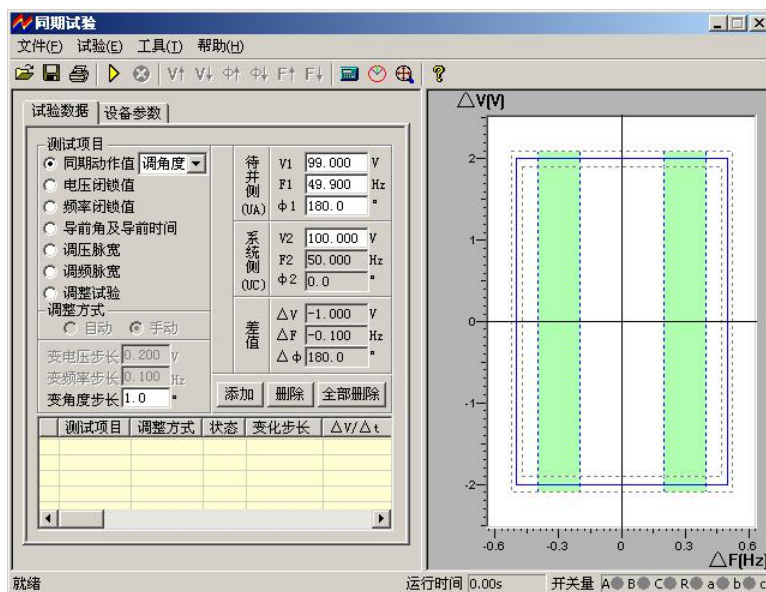 同期试验
文件(F) 试验(E) 工具(T) 帮助(H)
V↑ V↓ Φ↑ Φ↓ F↑ F↓
试验数据 设备参数
测试项目
同期动作值 调角度
电压闭锁值
频率闭锁值
导前角及导前时间
调压脉宽
调频脉宽
调整试验
调整方式
自动 手动
变电压步长 0.200 V
变频率步长 0.100 Hz
变角度步长 1.0 °
待并侧(UA)
V1 99.000 V
F1 49.900 Hz
Φ1 180.0 °
系统侧(UC)
V2 100.000 V
F2 50.000 Hz
Φ2 0.0 °
差值
△V -1.000 V
△F -0.100 Hz
△Φ 180.0 °
添加 删除 全部删除
测试项目 调整方式 状态 变化步长 △V/△t
△V(V)
2
1
0
-1
-2
-0.6 -0.3 0 0.3 0.6
△F(Hz)
就绪 运行时间 0.00s 开关量 A B C R a b c